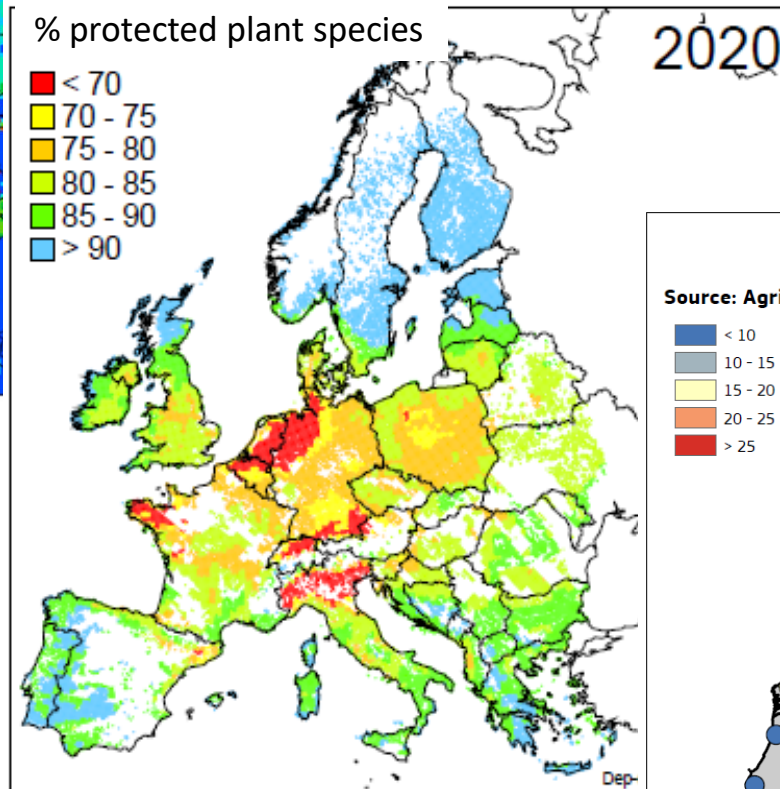 % protected plant species
2020
< 70
70 - 75
75 - 80
80 - 85
85 - 90
> 90
Source: Agri
< 10
10 - 15
15 - 20
20 - 25
> 25
Dep